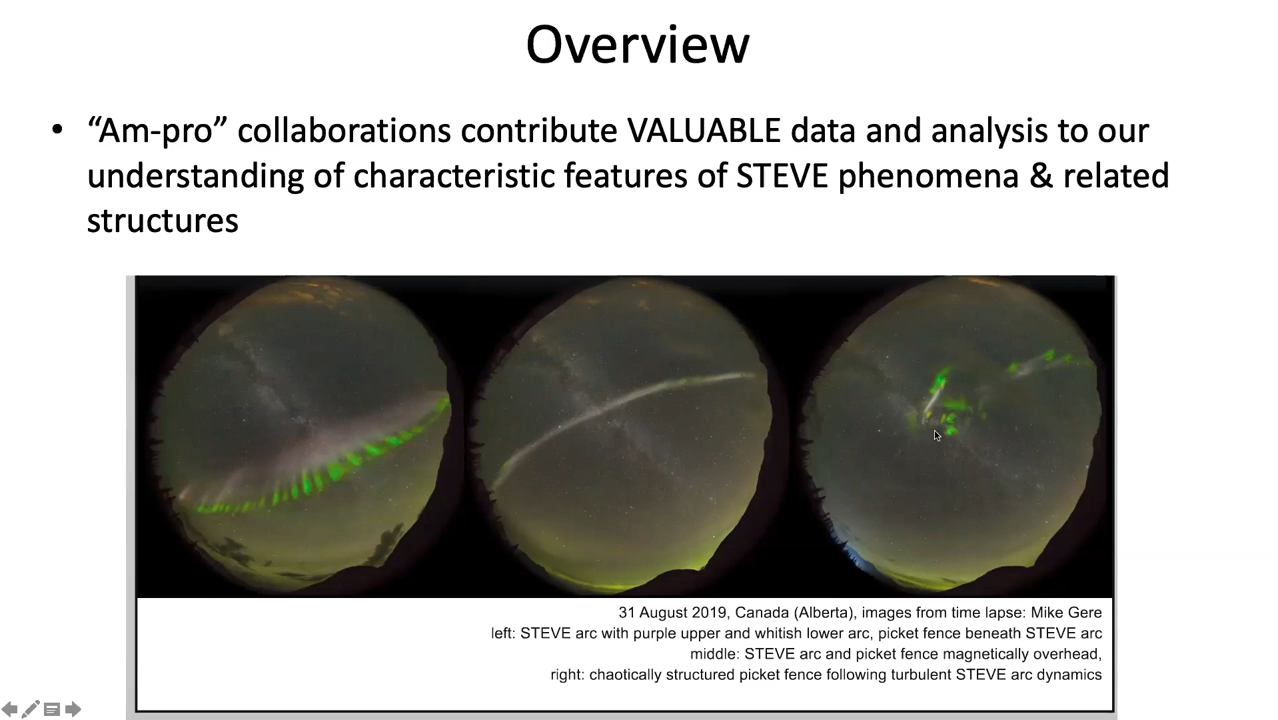 Overview
• “Am-pro” collaborations contribute VALUABLE data and analysis to our
understanding of characteristic features of STEVE phenomena & related
structures
31 August 2019, Canada (Alberta), images from time lapse: Mike Gere
left: STEVE arc with purple upper and whitish lower arc, picket fence beneath STEVE arc
middle: STEVE arc and picket fence magnetically overhead,
right: chaotically structured picket fence following turbulent STEVE arc dynamics